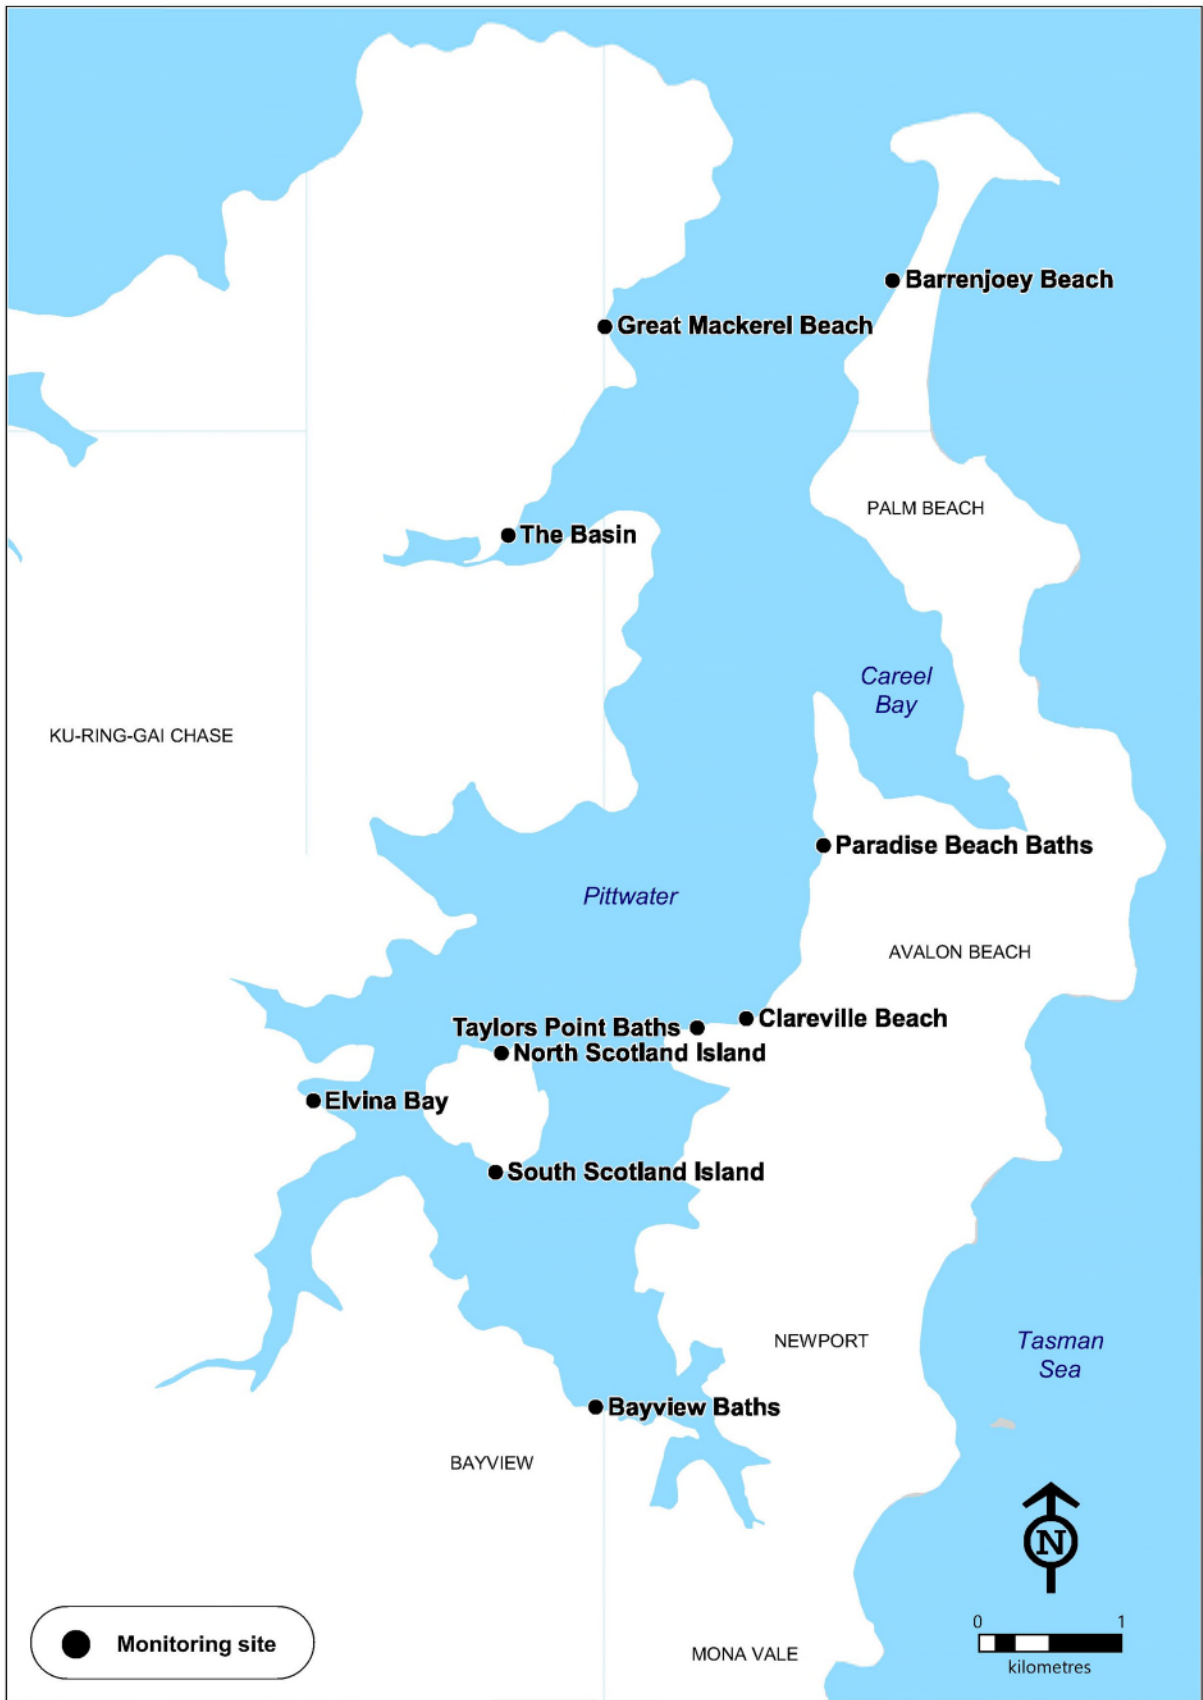 Barrenjoey Beach
Great Mackerel Beach
PALM BEACH
The Basin
Careel
Bay
KU-RING-GAI CHASE
Paradise Beach Baths
Pittwater
AVALON BEACH
Clareville Beach
Taylors Point Baths
North Scotland Island
Elvina Bay
South Scotland Island
NEWPORT
Tasman
Sea
Bayview Baths
BAYVIEW
N
0 1
kilometres
Monitoring site
MONA VALE